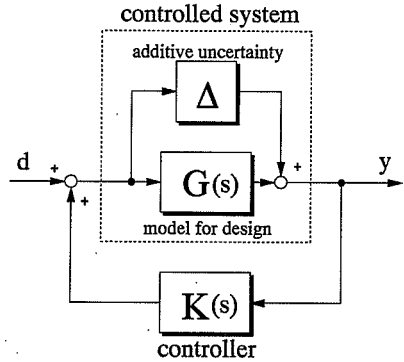 controlled system
additive uncertainty
Δ
d
+
+
G(s)
+
y
model for design
K(s)
controller